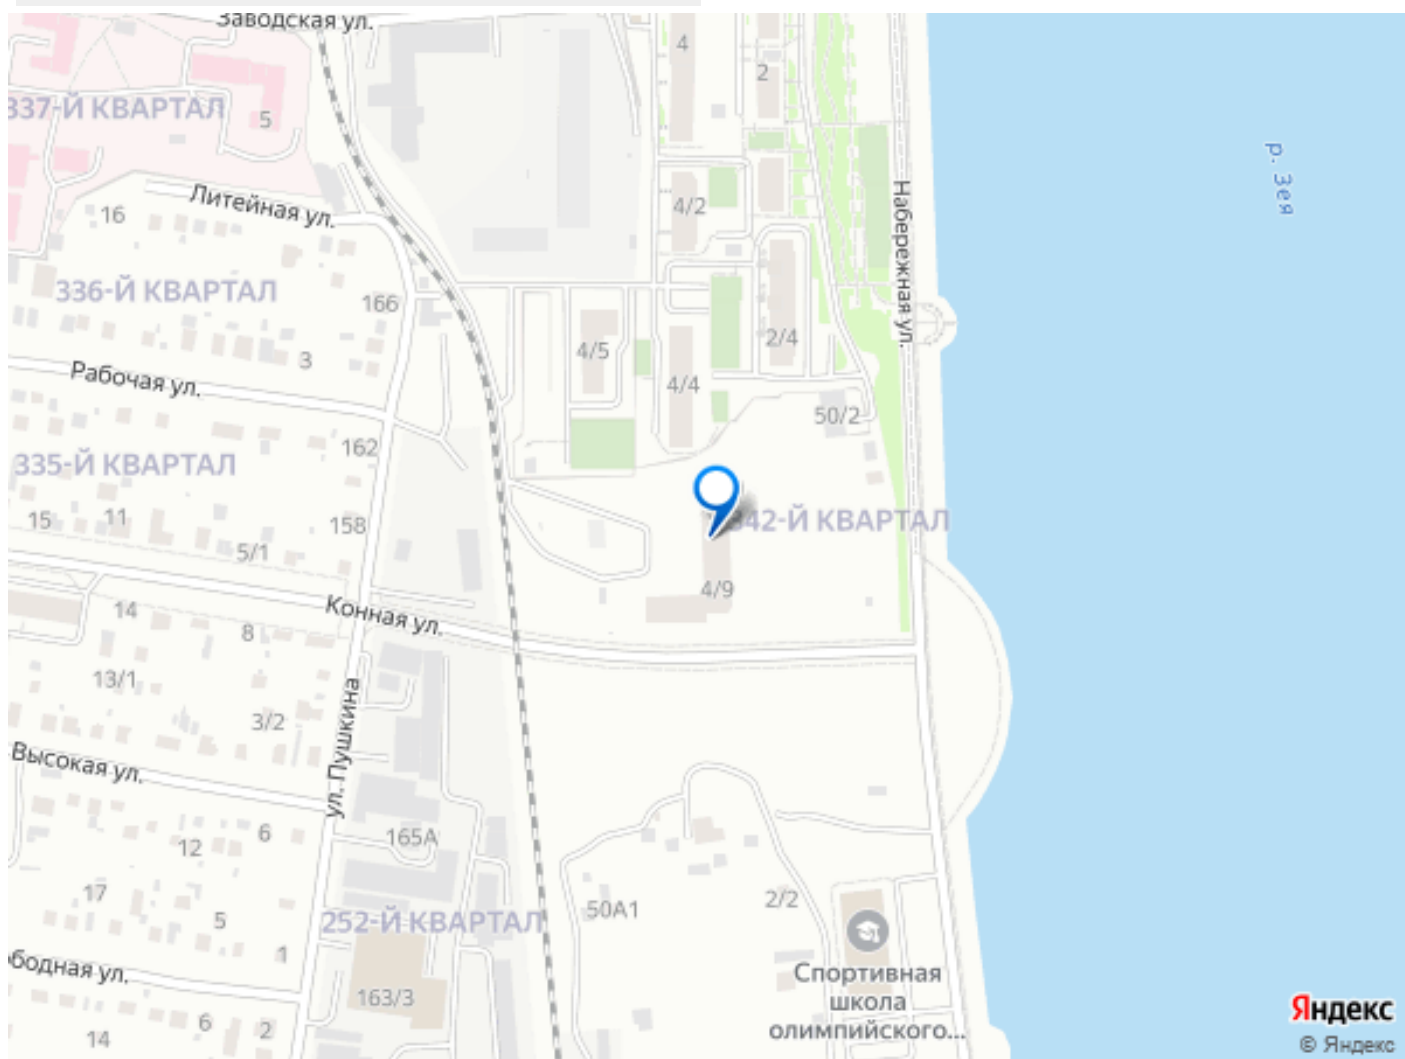 Заводская ул.
4
2
337-Й КВАРТАЛ
5
р. Зея
Литейная ул.
16
4/2
Набережная ул.
336-Й КВАРТАЛ
166
4/5
2/4
3
Рабочая ул.
4/4
50/2
162
335-Й КВАРТАЛ
15
11
158
342-Й КВАРТАЛ
5/1
4/9
14
Конная ул.
8
13/1
3/2
ул. Пушкина
Высокая ул.
6
165А
12
17
50А1
2/2
5
252-Й КВАРТАЛ
1
бодная ул.
Спортивная
школа
олимпийского...
163/3
6
2
14
Яндекс
© Яндекс